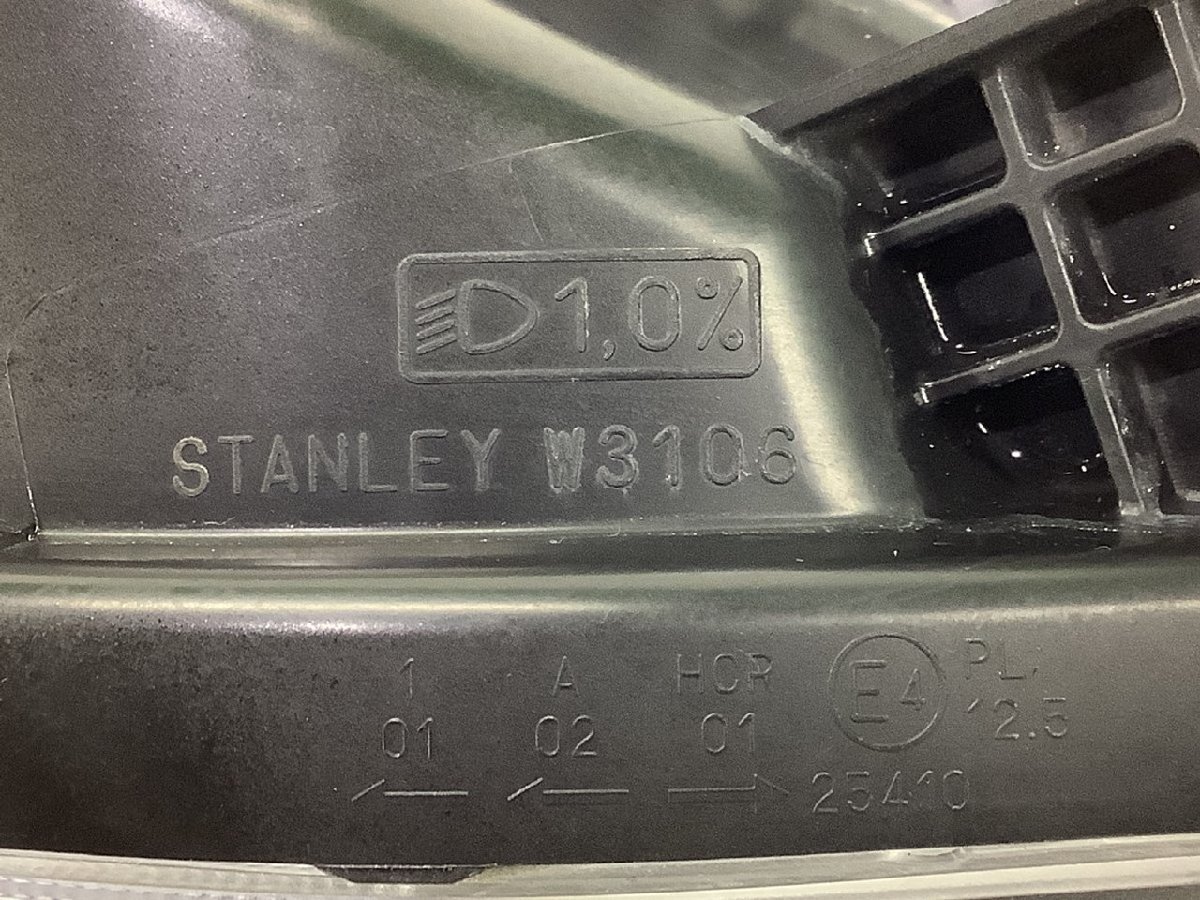 1,0%
STANLEY W3106
1 A HCR E4 PL
01 02 01 12.5
25410